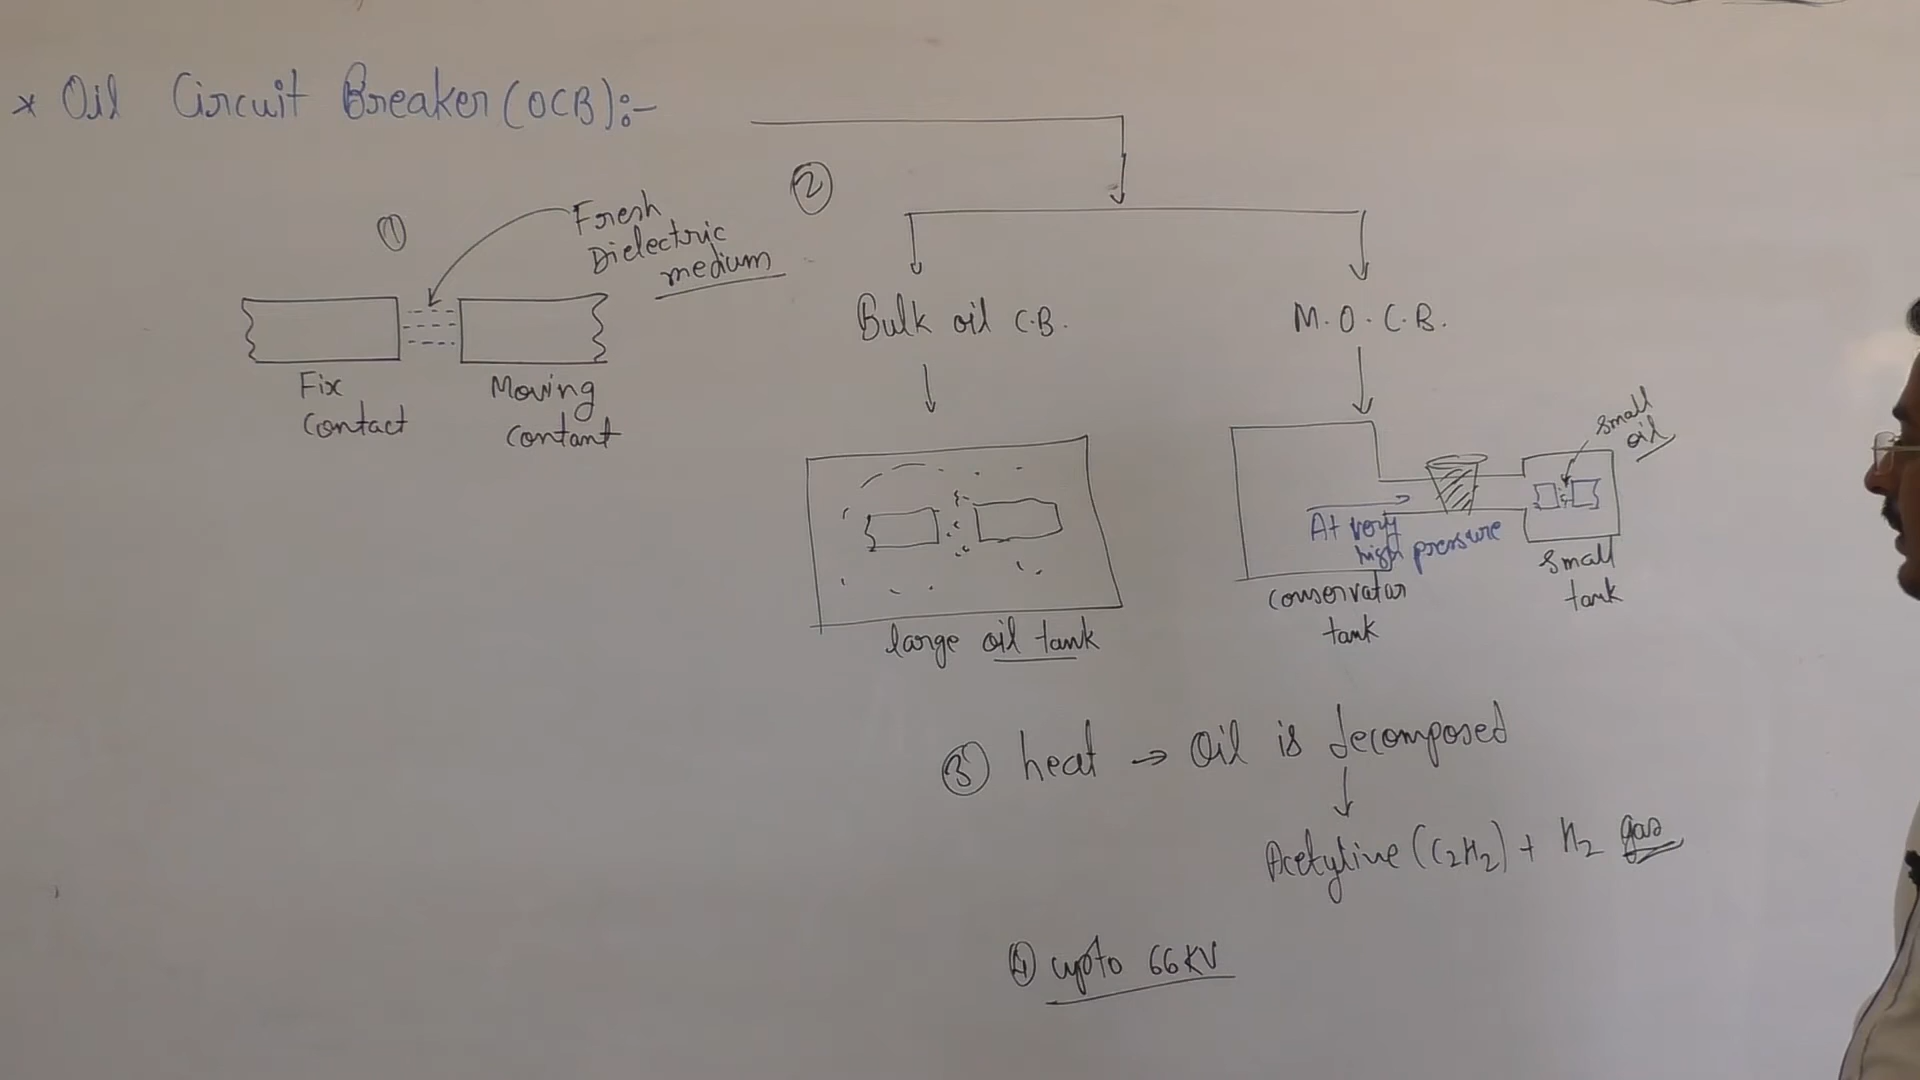 * Oil Circuit Breaker (OCB):-
①
Fresh
Dielectric
medium
Fix
Contact
Moving
Contant
②
Bulk oil C.B.
M.O.C.B.
large oil tank
At very
high pressure
Conservator
tank
small
oil
small
tank
③ heat → Oil is decomposed
Acetyline (C2H2) + H2 gas
④ upto 66KV